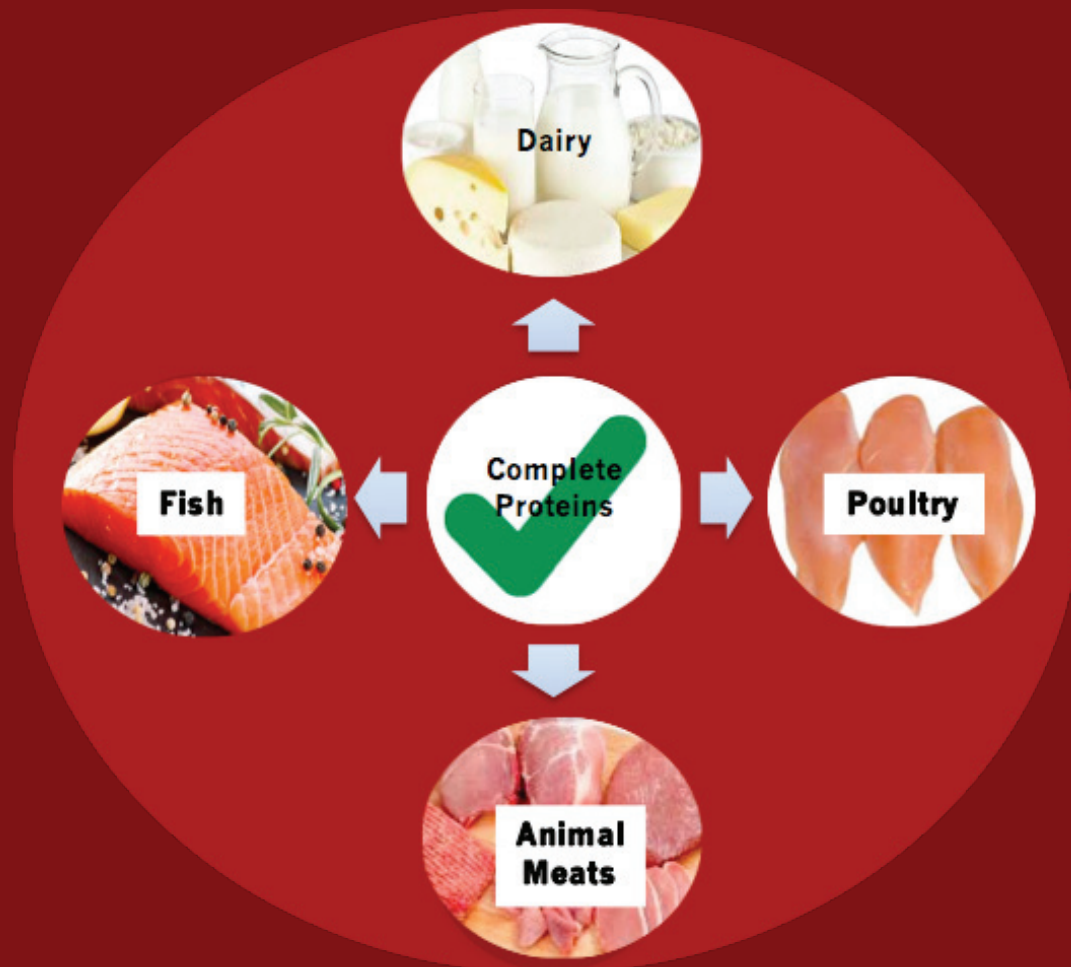 Dairy
Fish
Complete
Proteins
Poultry
Animal
Meats